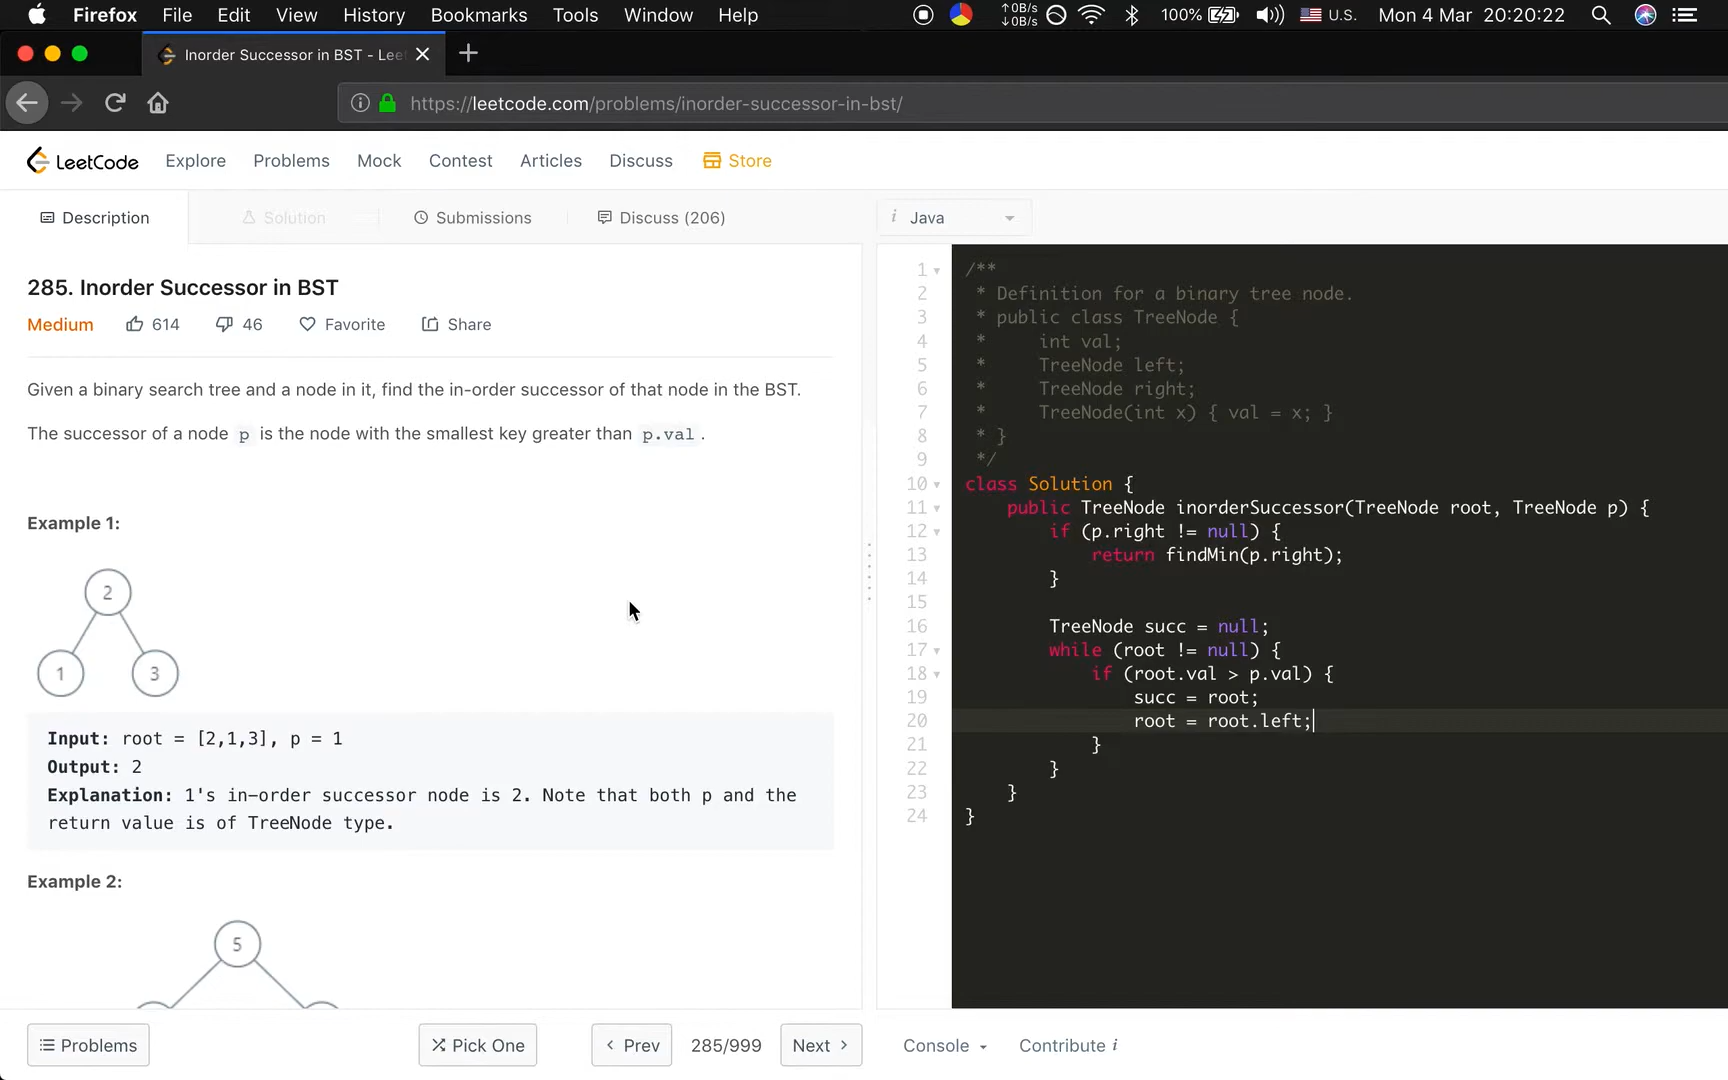 Firefox File Edit View History Bookmarks Tools Window Help ↑0B/s ↓0B/s 100% U.S. Mon 4 Mar 20:20:22
Inorder Successor in BST - Lee
https://leetcode.com/problems/inorder-successor-in-bst/
LeetCode Explore Problems Mock Contest Articles Discuss Store
Description Solution Submissions Discuss (206)
i Java
285. Inorder Successor in BST
Medium 614 46 Favorite Share
Given a binary search tree and a node in it, find the in-order successor of that node in the BST.
The successor of a node p is the node with the smallest key greater than p.val .
Example 1:
2
1 3
Input: root = [2,1,3], p = 1
Output: 2
Explanation: 1's in-order successor node is 2. Note that both p and the
return value is of TreeNode type.
Example 2:
5
1 /**
2 * Definition for a binary tree node.
3 * public class TreeNode {
4 *     int val;
5 *     TreeNode left;
6 *     TreeNode right;
7 *     TreeNode(int x) { val = x; }
8 * }
9 */
10 class Solution {
11     public TreeNode inorderSuccessor(TreeNode root, TreeNode p) {
12         if (p.right != null) {
13             return findMin(p.right);
14         }
15
16         TreeNode succ = null;
17         while (root != null) {
18             if (root.val > p.val) {
19                 succ = root;
20                 root = root.left;
21             }
22         }
23     }
24 }
Problems Pick One Prev 285/999 Next Console Contribute i